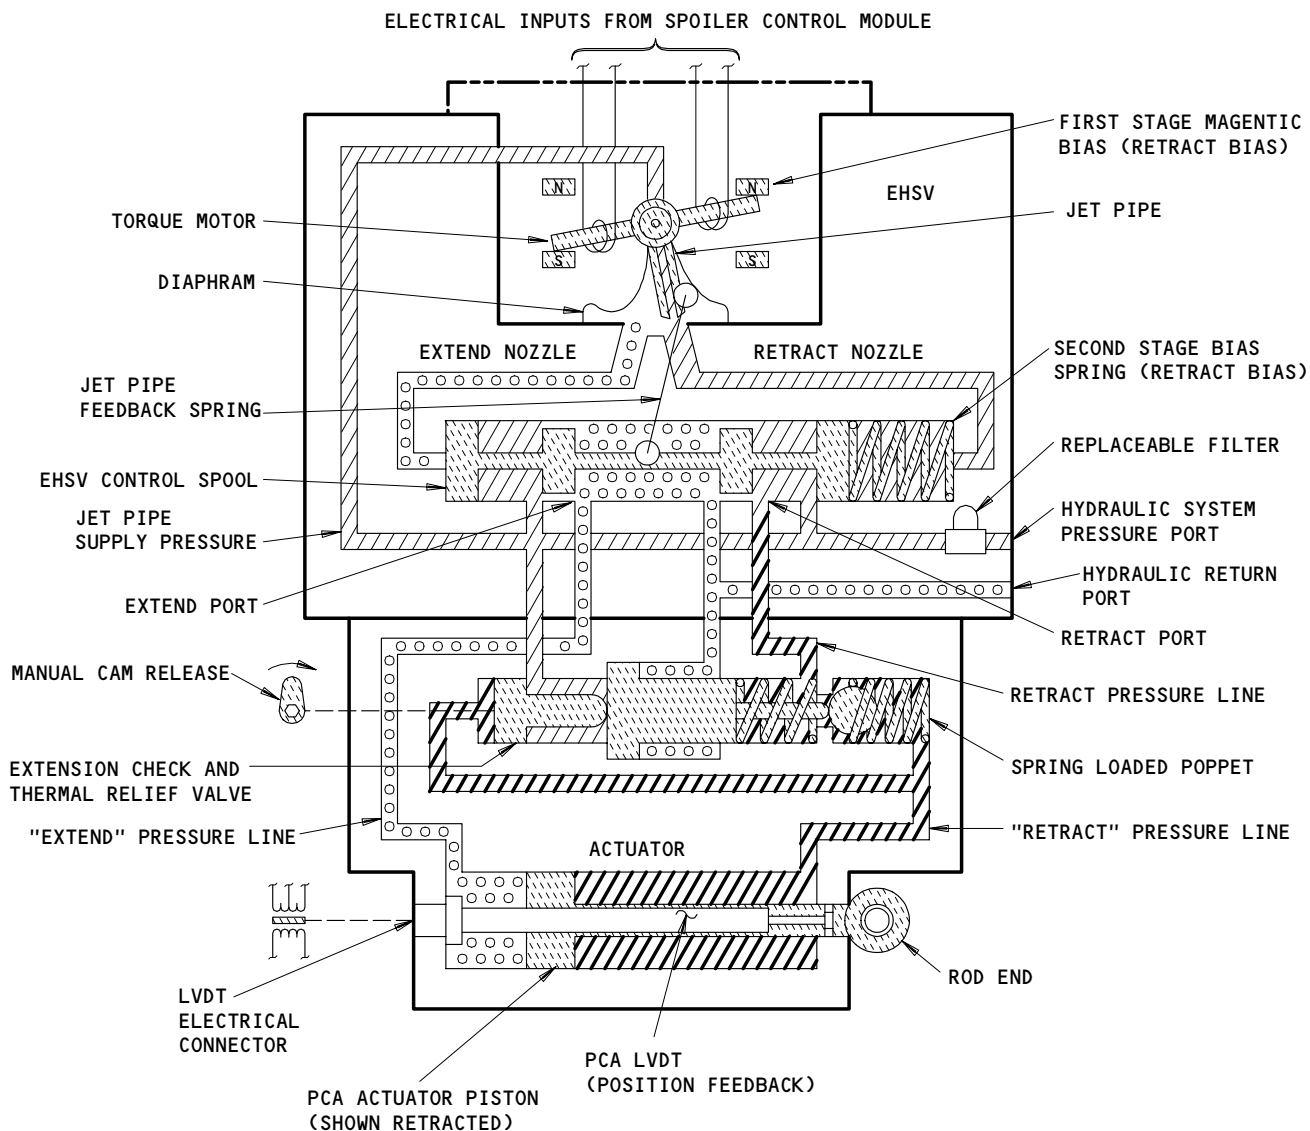 ELECTRICAL INPUTS FROM SPOILER CONTROL MODULE
FIRST STAGE MAGENTIC
BIAS (RETRACT BIAS)
N
N
EHSV
JET PIPE
TORQUE MOTOR
S
S
DIAPHRAM
EXTEND NOZZLE
RETRACT NOZZLE
SECOND STAGE BIAS
SPRING (RETRACT BIAS)
JET PIPE
FEEDBACK SPRING
REPLACEABLE FILTER
EHSV CONTROL SPOOL
JET PIPE
SUPPLY PRESSURE
HYDRAULIC SYSTEM
PRESSURE PORT
HYDRAULIC RETURN
PORT
EXTEND PORT
RETRACT PORT
MANUAL CAM RELEASE
RETRACT PRESSURE LINE
EXTENSION CHECK AND
THERMAL RELIEF VALVE
SPRING LOADED POPPET
"EXTEND" PRESSURE LINE
"RETRACT" PRESSURE LINE
ACTUATOR
ROD END
LVDT
ELECTRICAL
CONNECTOR
PCA LVDT
(POSITION FEEDBACK)
PCA ACTUATOR PISTON
(SHOWN RETRACTED)